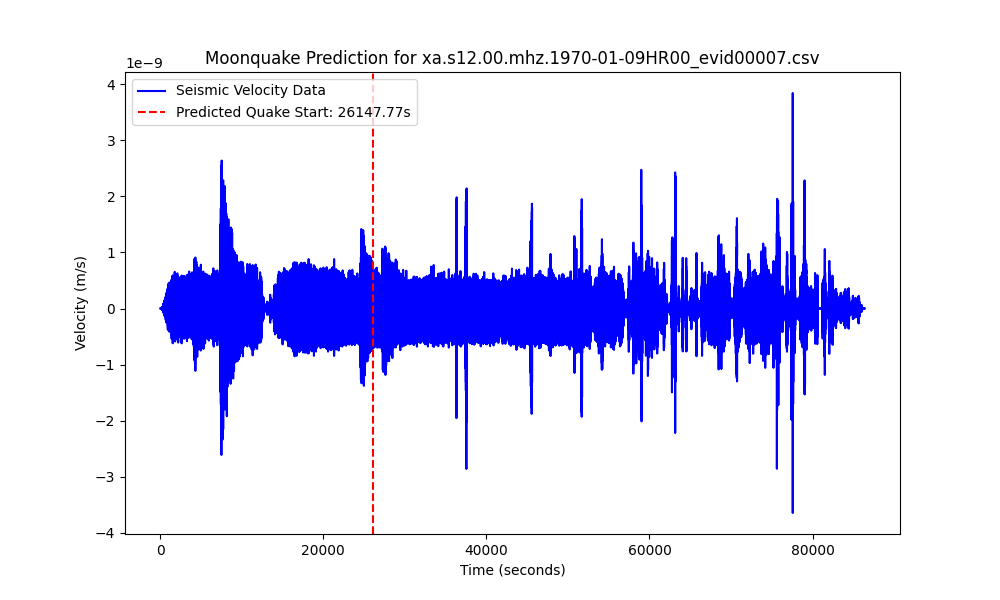 Moonquake Prediction for xa.s12.00.mhz.1970-01-09HR00_evid00007.csv
1e−9
Seismic Velocity Data
Predicted Quake Start: 26147.77s
4
3
2
1
0
−1
−2
−3
−4
Velocity (m/s)
0 20000 40000 60000 80000
Time (seconds)